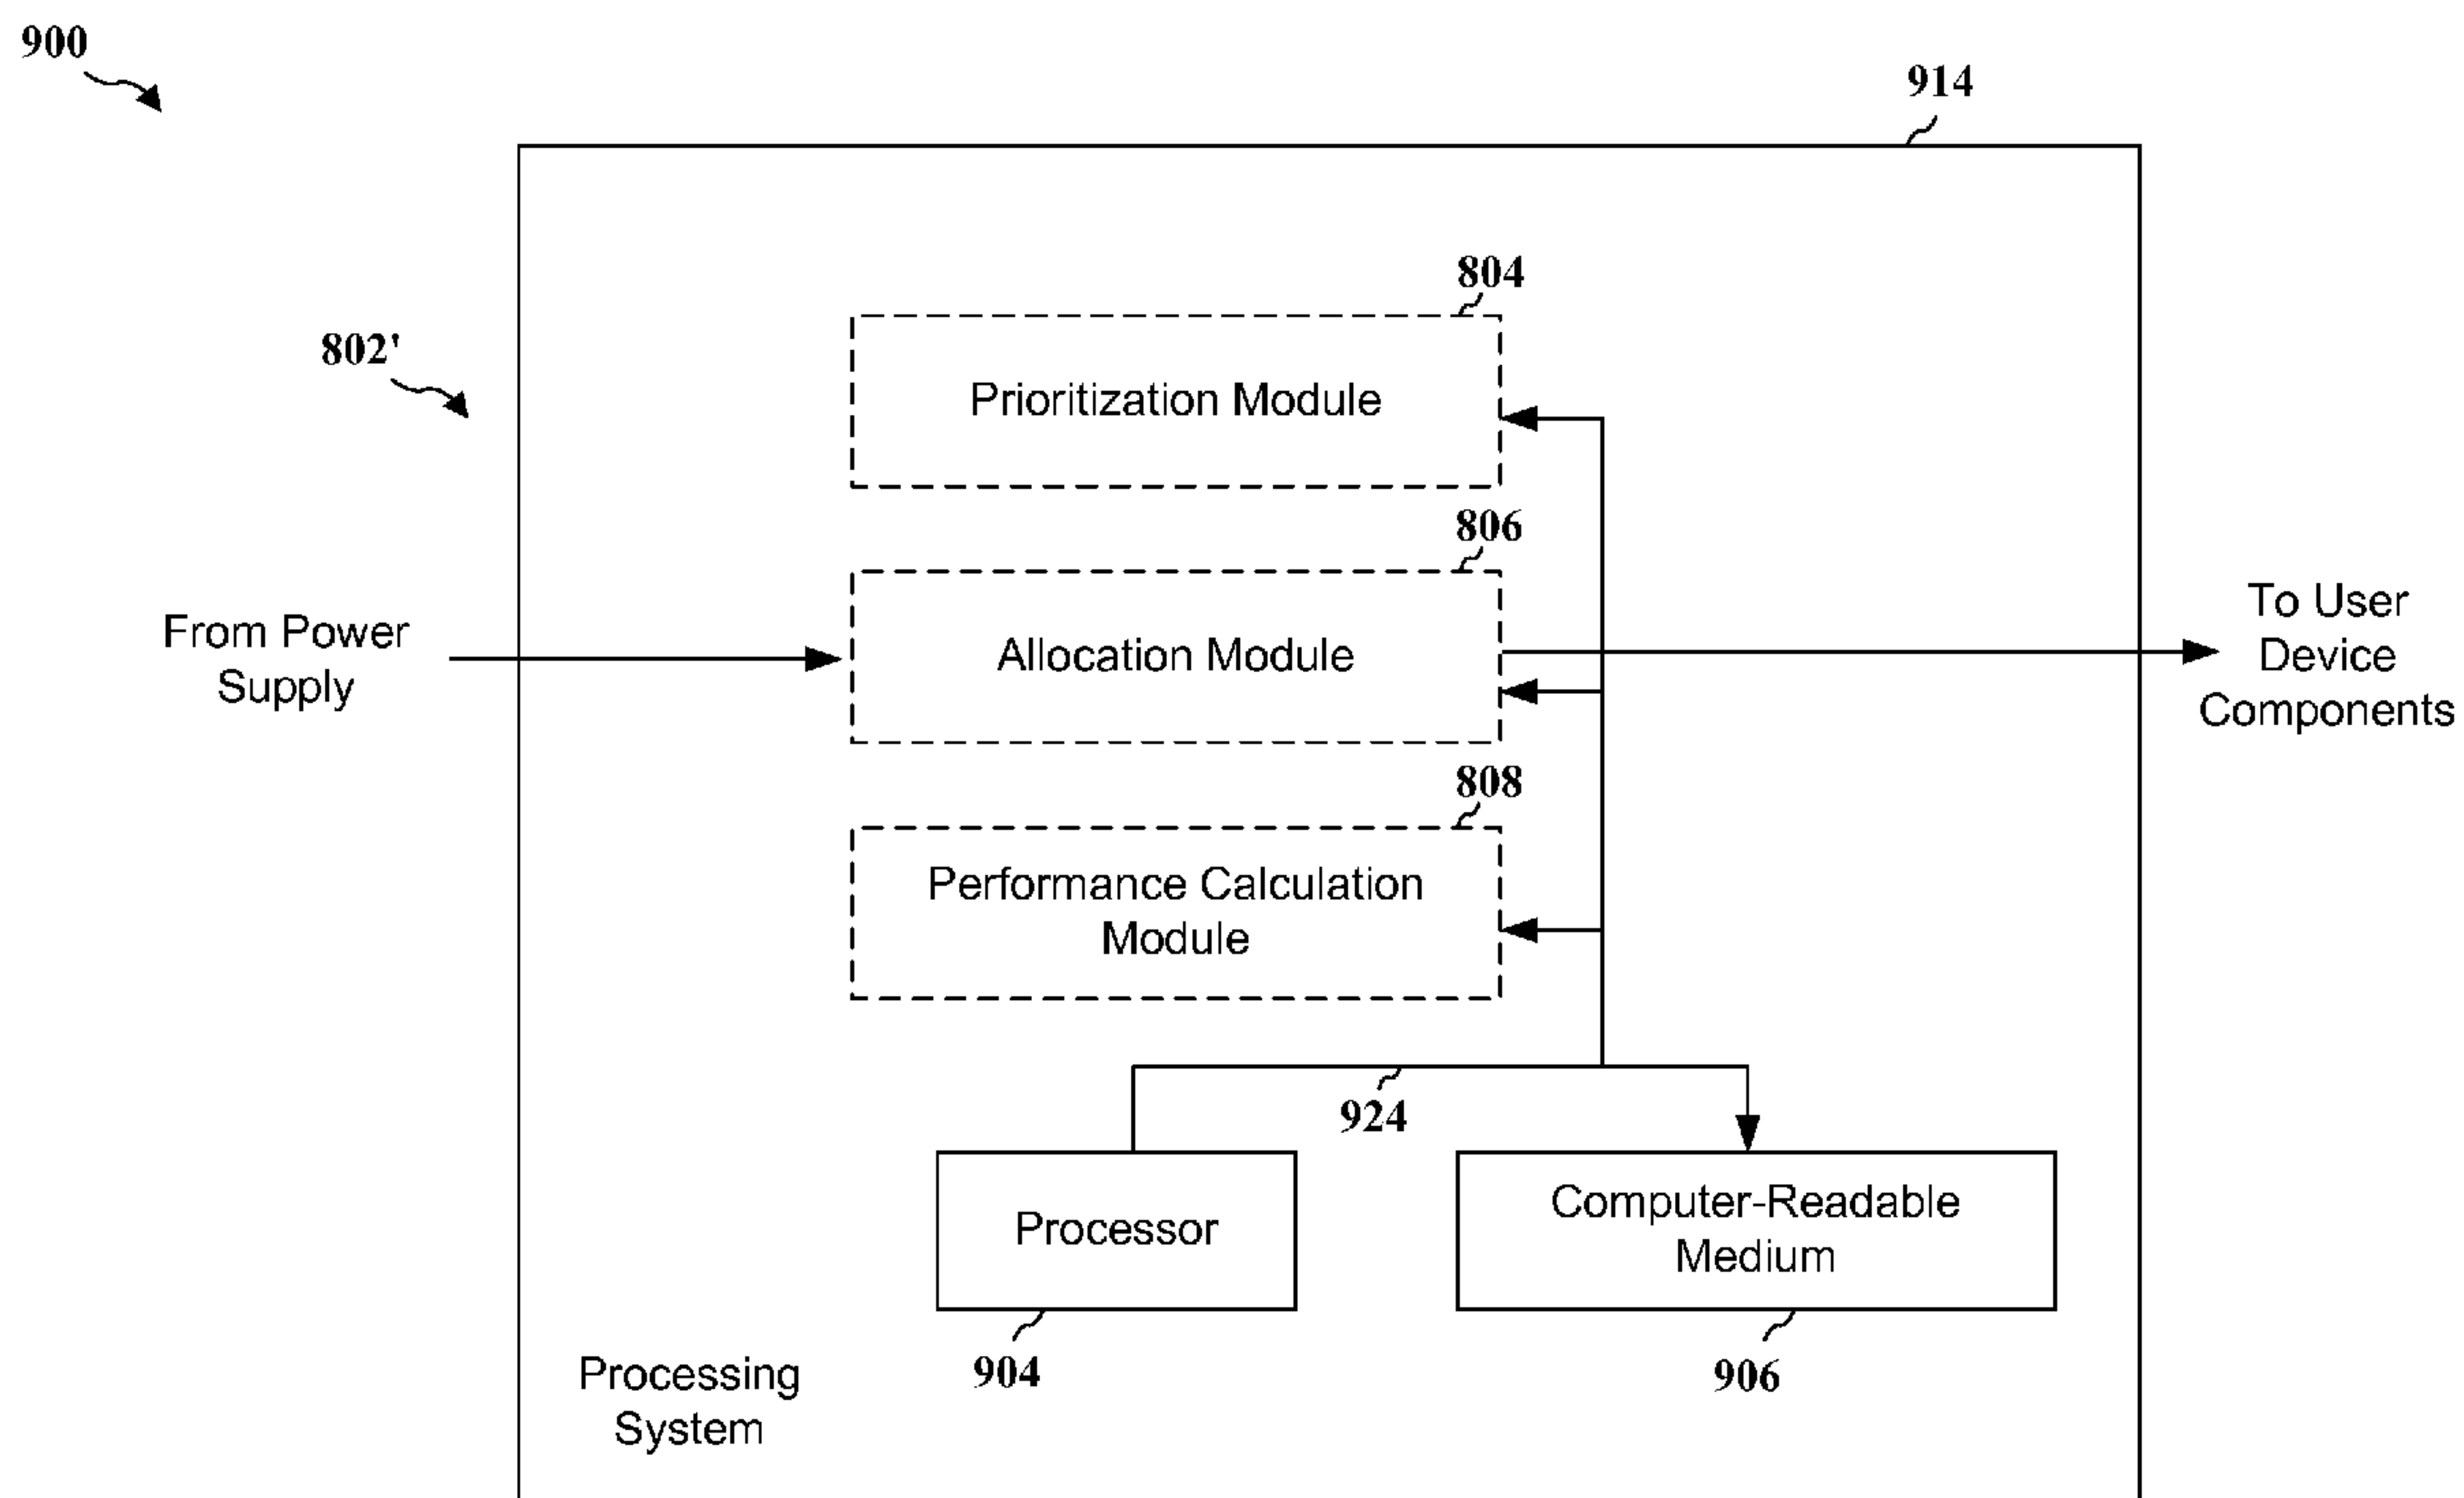 900
914
804
802'
Prioritization Module
806
From Power
Supply
Allocation Module
To User
Device
Components
808
Performance Calculation
Module
924
Processor
Computer-Readable
Medium
904
906
Processing
System